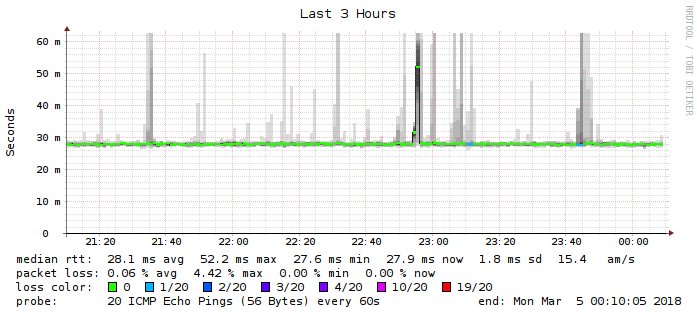 Last 3 Hours
RRDTOOL / TOBI OETIKER
Seconds
60 m
50 m
40 m
30 m
20 m
10 m
0
21:20 21:40 22:00 22:20 22:40 23:00 23:20 23:40 00:00
median rtt: 28.1 ms avg 52.2 ms max 27.6 ms min 27.9 ms now 1.8 ms sd 15.4 am/s
packet loss: 0.06 % avg 4.42 % max 0.00 % min 0.00 % now
loss color: 0 1/20 2/20 3/20 4/20 10/20 19/20
probe: 20 ICMP Echo Pings (56 Bytes) every 60s end: Mon Mar 5 00:10:05 2018